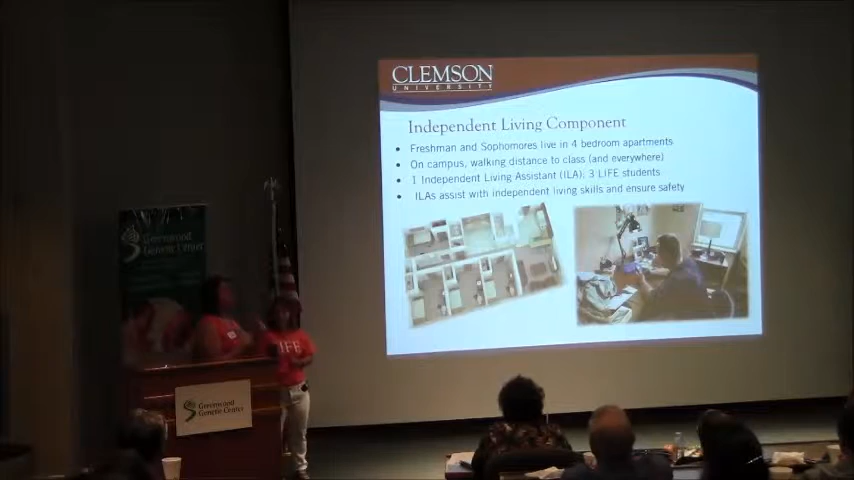 CLEMSON
UNIVERSITY
Independent Living Component
• Freshman and Sophomores live in 4 bedroom apartments
• On campus, walking distance to class (and everywhere)
• 1 Independent Living Assistant (ILA); 3 LIFE students
• ILAs assist with independent living skills and ensure safety
Greenwood
Genetic Center
LIFE
Greenwood
Genetic Center